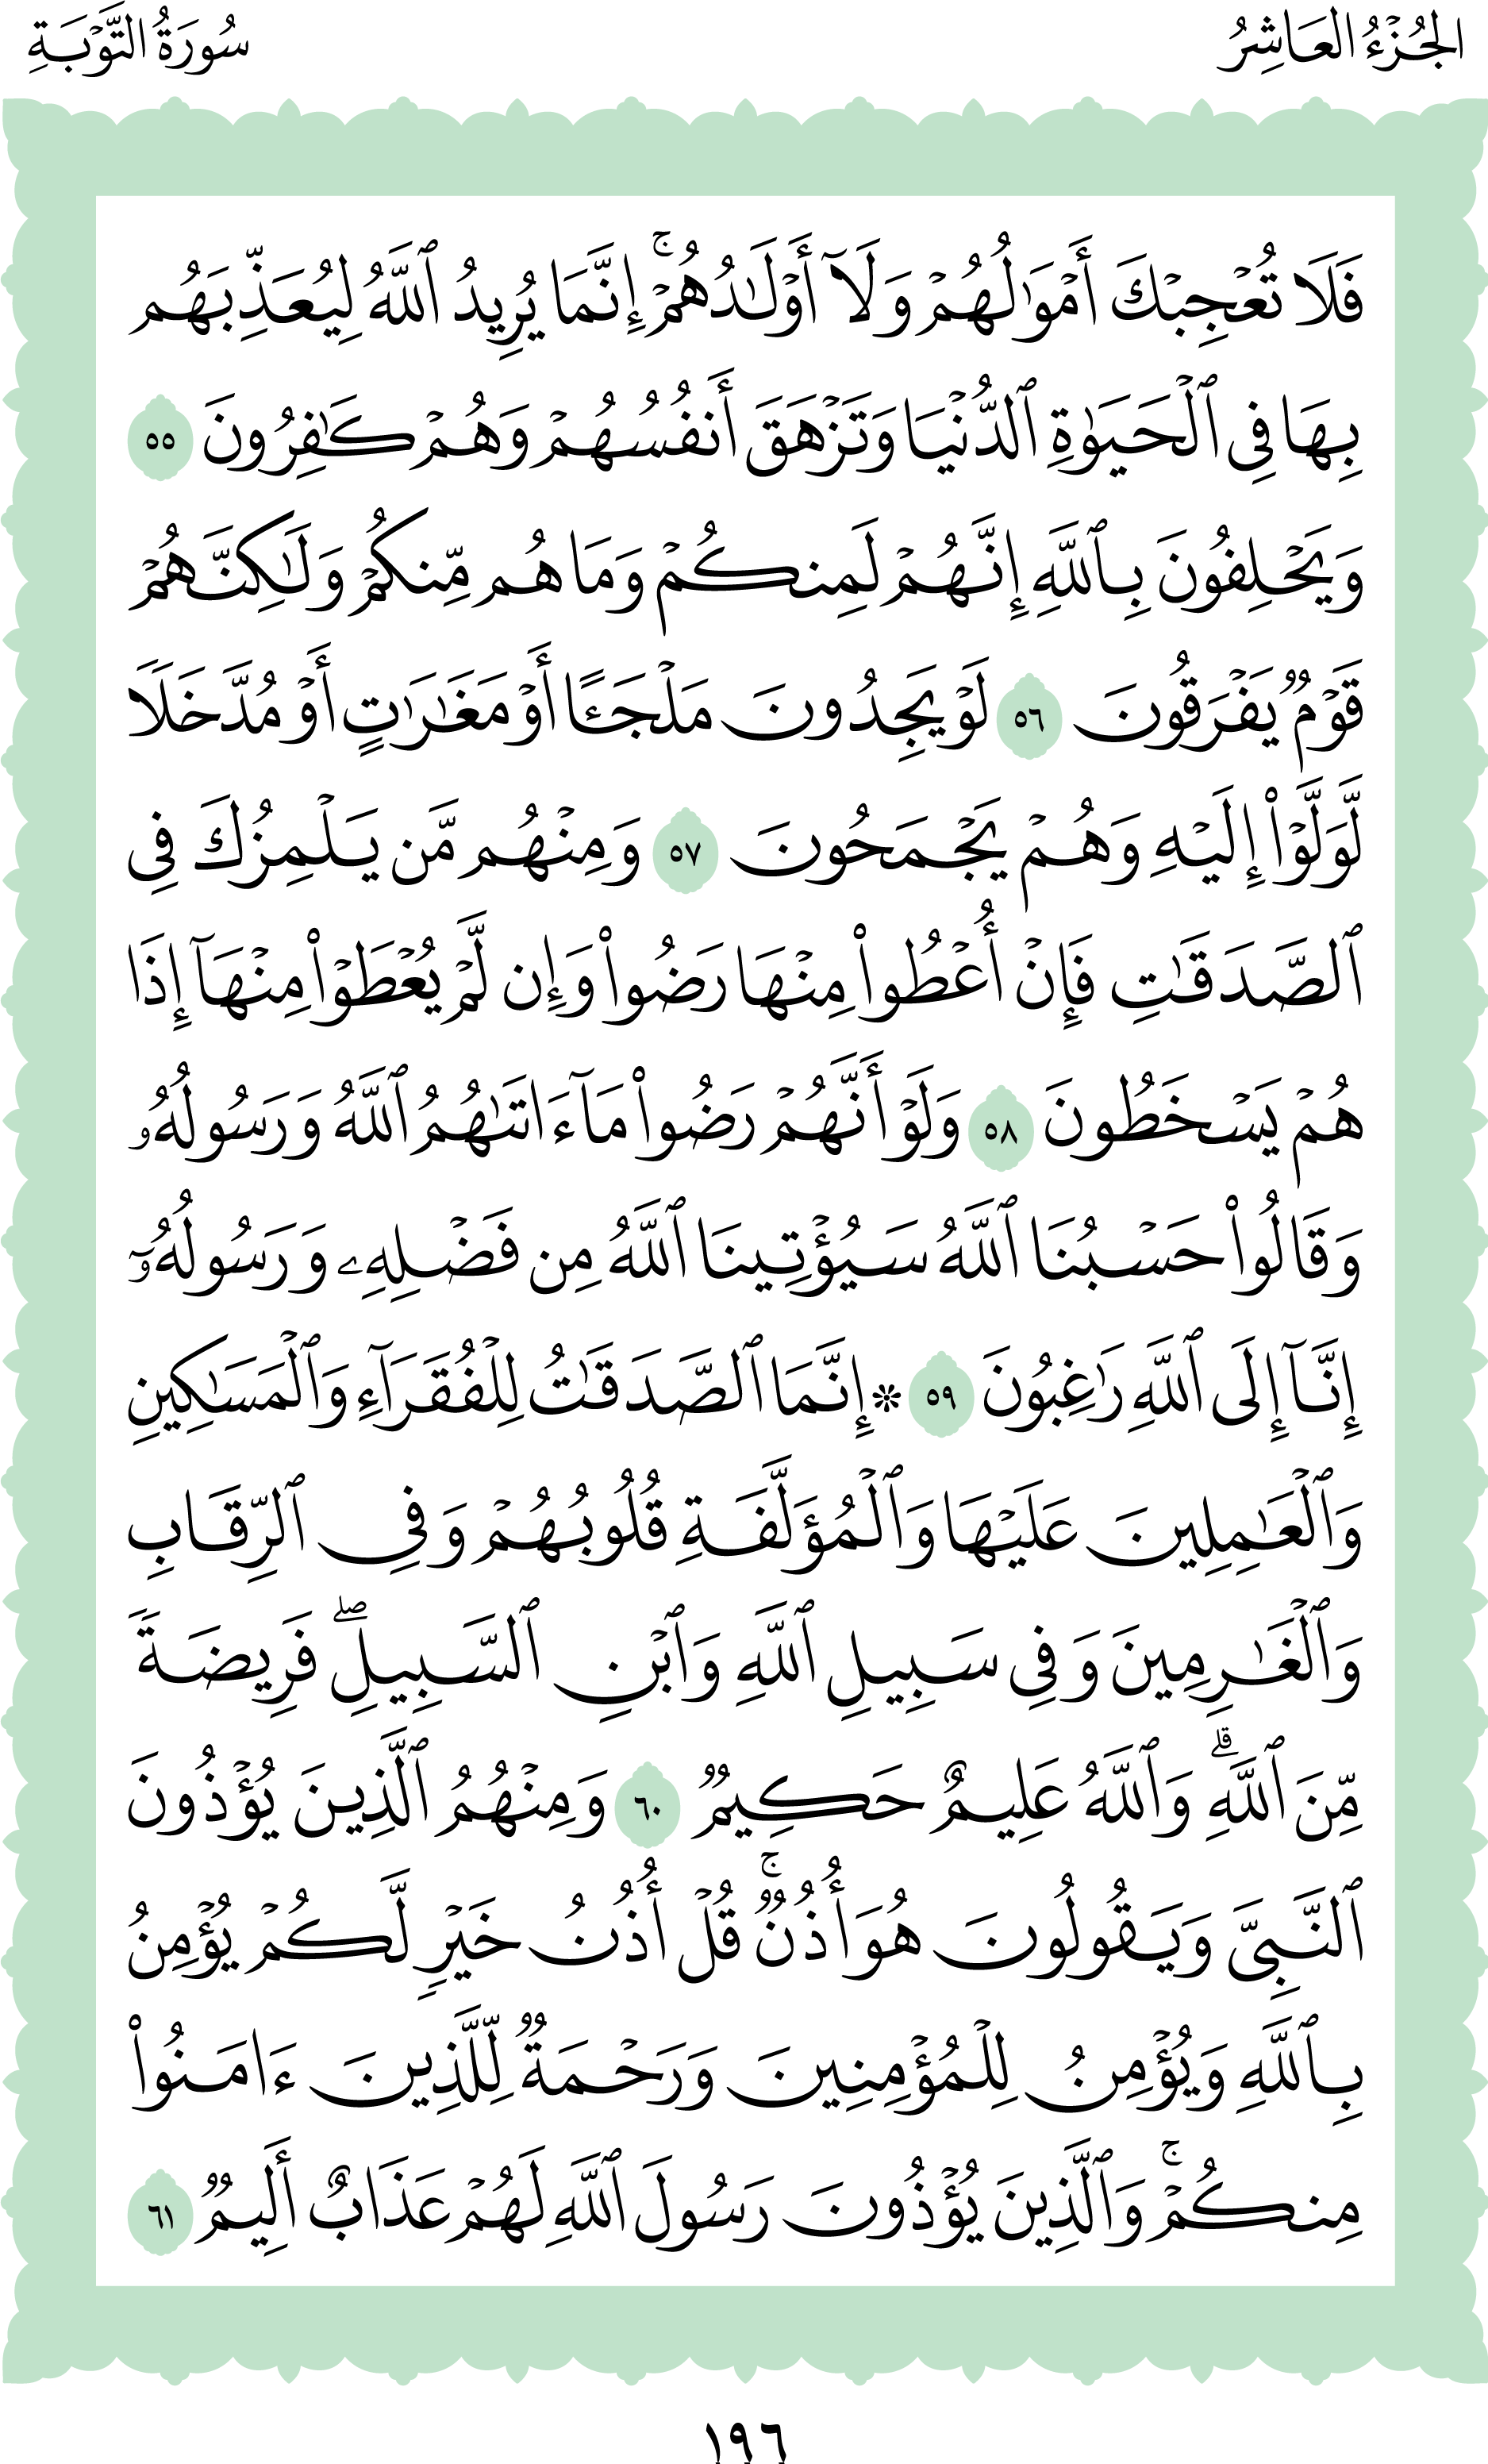 الجُزْءُ العَاشِرُ
سُورَةُ التَّوْبَةِ
فَلَا تُعۡجِبۡكَ أَمۡوَٰلُهُمۡ وَلَآ أَوۡلَٰدُهُمۡۚ إِنَّمَا يُرِيدُ ٱللَّهُ لِيُعَذِّبَهُم
بِهَا فِي ٱلۡحَيَوٰةِ ٱلدُّنۡيَا وَتَزۡهَقَ أَنفُسُهُمۡ وَهُمۡ كَٰفِرُونَ ٥٥
وَيَحۡلِفُونَ بِٱللَّهِ إِنَّهُمۡ لَمِنكُمۡ وَمَا هُم مِّنكُمۡ وَلَٰكِنَّهُمۡ
قَوۡمٞ يَفۡرَقُونَ ٥٦ لَوۡ يَجِدُونَ مَلۡجَـًٔا أَوۡ مَغَٰرَٰتٍ أَوۡ مُدَّخَلٗا
لَّوَلَّوۡاْ إِلَيۡهِ وَهُمۡ يَجۡمَحُونَ ٥٧ وَمِنۡهُم مَّن يَلۡمِزُكَ فِي
ٱلصَّدَقَٰتِ فَإِنۡ أُعۡطُواْ مِنۡهَا رَضُواْ وَإِن لَّمۡ يُعۡطَوۡاْ مِنۡهَآ إِذَا
هُمۡ يَسۡخَطُونَ ٥٨ وَلَوۡ أَنَّهُمۡ رَضُواْ مَآ ءَاتَىٰهُمُ ٱللَّهُ وَرَسُولُهُۥ
وَقَالُواْ حَسۡبُنَا ٱللَّهُ سَيُؤۡتِينَا ٱللَّهُ مِن فَضۡلِهِۦ وَرَسُولُهُۥٓ
إِنَّآ إِلَى ٱللَّهِ رَٰغِبُونَ ٥٩ ۞ إِنَّمَا ٱلصَّدَقَٰتُ لِلۡفُقَرَآءِ وَٱلۡمَسَٰكِينِ
وَٱلۡعَٰمِلِينَ عَلَيۡهَا وَٱلۡمُؤَلَّفَةِ قُلُوبُهُمۡ وَفِي ٱلرِّقَابِ
وَٱلۡغَٰرِمِينَ وَفِي سَبِيلِ ٱللَّهِ وَٱبۡنِ ٱلسَّبِيلِۖ فَرِيضَةٗ
مِّنَ ٱللَّهِۗ وَٱللَّهُ عَلِيمٌ حَكِيمٞ ٦٠ وَمِنۡهُمُ ٱلَّذِينَ يُؤۡذُونَ
ٱلنَّبِيَّ وَيَقُولُونَ هُوَ أُذُنٞۚ قُلۡ أُذُنُ خَيۡرٖ لَّكُمۡ يُؤۡمِنُ
بِٱللَّهِ وَيُؤۡمِنُ لِلۡمُؤۡمِنِينَ وَرَحۡمَةٞ لِّلَّذِينَ ءَامَنُواْ
مِنكُمۡۚ وَٱلَّذِينَ يُؤۡذُونَ رَسُولَ ٱللَّهِ لَهُمۡ عَذَابٌ أَلِيمٞ ٦١
١٩٦